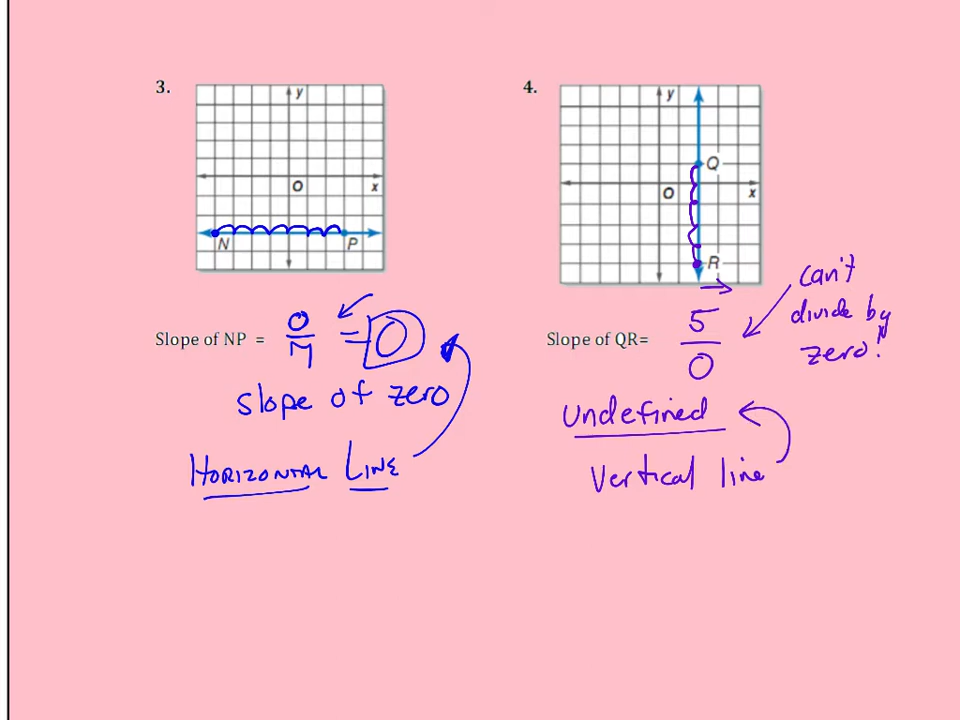 3.
y
O
x
N
P
Slope of NP = 0/7 = 0
slope of zero
HORIZONTAL LINE
4.
y
Q
O
x
R
Slope of QR= 5/0
can't
divide by
zero!
Undefined
Vertical line